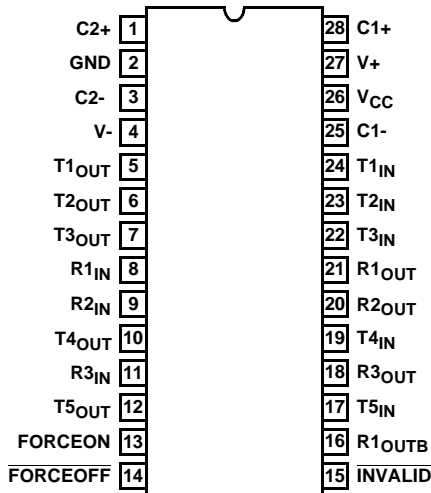 C2+ 1 28 C1+
GND 2 27 V+
C2- 3 26 VCC
V- 4 25 C1-
T1OUT 5 24 T1IN
T2OUT 6 23 T2IN
T3OUT 7 22 T3IN
R1IN 8 21 R1OUT
R2IN 9 20 R2OUT
T4OUT 10 19 T4IN
R3IN 11 18 R3OUT
T5OUT 12 17 T5IN
FORCEON 13 16 R1OUTB
FORCEOFF 14 15 INVALID